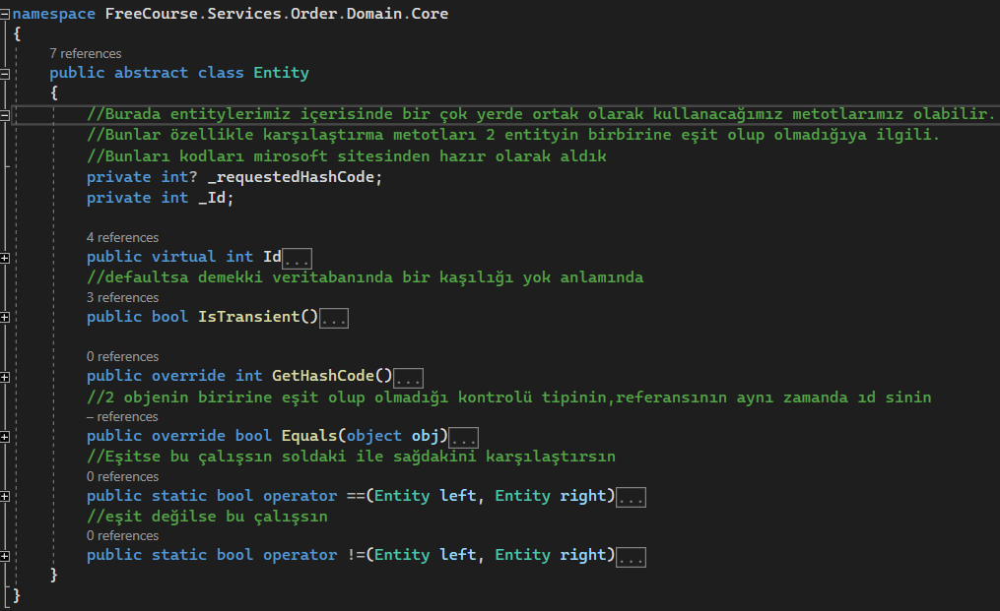 namespace FreeCourse.Services.Order.Domain.Core
{
7 references
public abstract class Entity
{
//Burada entitylerimiz içerisinde bir çok yerde ortak olarak kullanacağımız metotlarımız olabilir.
//Bunlar özellikle karşılaştırma metotları 2 entityin birbirine eşit olup olmadığıya ilgili.
//Bunları kodları mirosoft sitesinden hazır olarak aldık
private int? _requestedHashCode;
private int _Id;
4 references
public virtual int Id...
//defaultsa demekki veritabanında bir kaşılığı yok anlamında
3 references
public bool IsTransient()...
0 references
public override int GetHashCode()...
//2 objenin biririne eşit olup olmadığı kontrolü tipinin,referansının aynı zamanda ıd sinin
– references
public override bool Equals(object obj)...
//Eşitse bu çalışsın soldaki ile sağdakini karşılaştırsın
0 references
public static bool operator ==(Entity left, Entity right)...
//eşit değilse bu çalışsın
0 references
public static bool operator !=(Entity left, Entity right)...
}
}